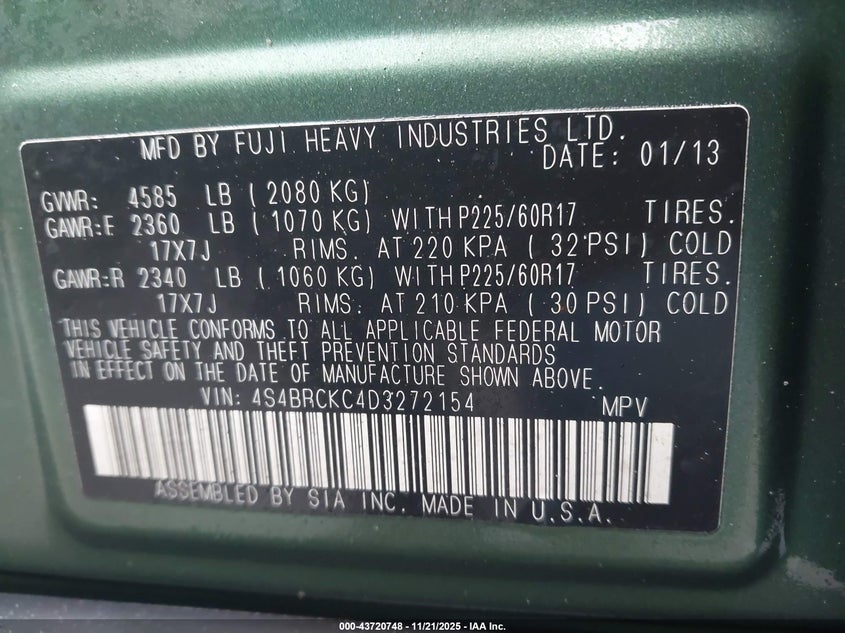 MFD BY FUJI HEAVY INDUSTRIES LTD.
DATE: 01/13
GVWR: 4585 LB ( 2080 KG)
GAWR:F 2360 LB ( 1070 KG) WITH P225/60R17 TIRES.
17X7J RIMS. AT 220 KPA ( 32 PSI) COLD
GAWR:R 2340 LB ( 1060 KG) WITH P225/60R17 TIRES.
17X7J RIMS. AT 210 KPA ( 30 PSI) COLD
THIS VEHICLE CONFORMS TO ALL APPLICABLE FEDERAL MOTOR
VEHICLE SAFETY AND THEFT PREVENTION STANDARDS
IN EFFECT ON THE DATE OF MANUFACTURE SHOWN ABOVE.
VIN: 4S4BRCKC4D3272154 MPV
ASSEMBLED BY SIA INC. MADE IN U.S.A.
000-43720748 - 11/21/2025 - IAA Inc.